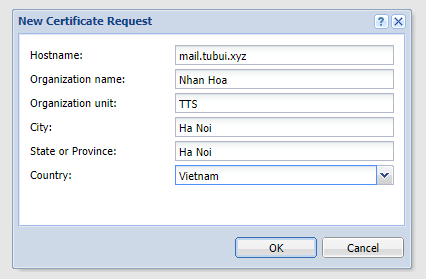 New Certificate Request
Hostname: mail.tubui.xyz
Organization name: Nhan Hoa
Organization unit: TTS
City: Ha Noi
State or Province: Ha Noi
Country: Vietnam
OK Cancel